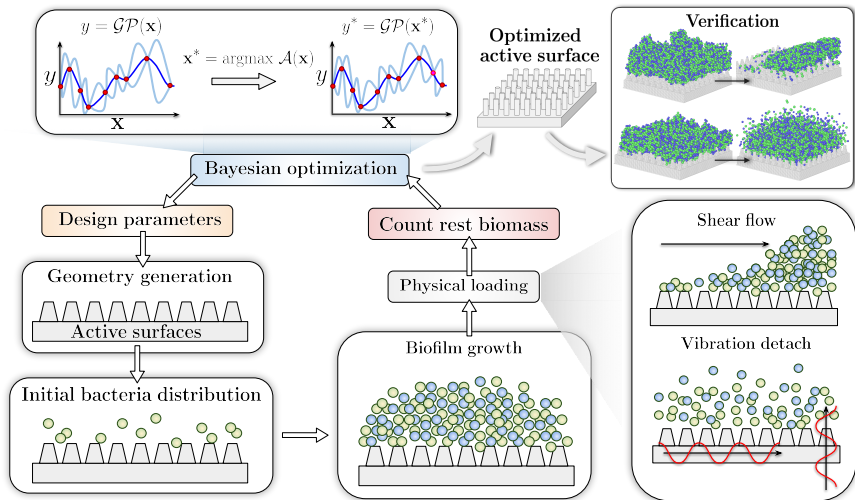 y = 𝒢𝒫(𝐱)
y* = 𝒢𝒫(𝐱*)
𝐱* = argmax 𝒜(𝐱)
y
𝐱
y
𝐱
Optimized
active surface
Verification
Bayesian optimization
Design parameters
Count rest biomass
Geometry generation
Active surfaces
Physical loading
Initial bacteria distribution
Biofilm growth
Shear flow
Vibration detach